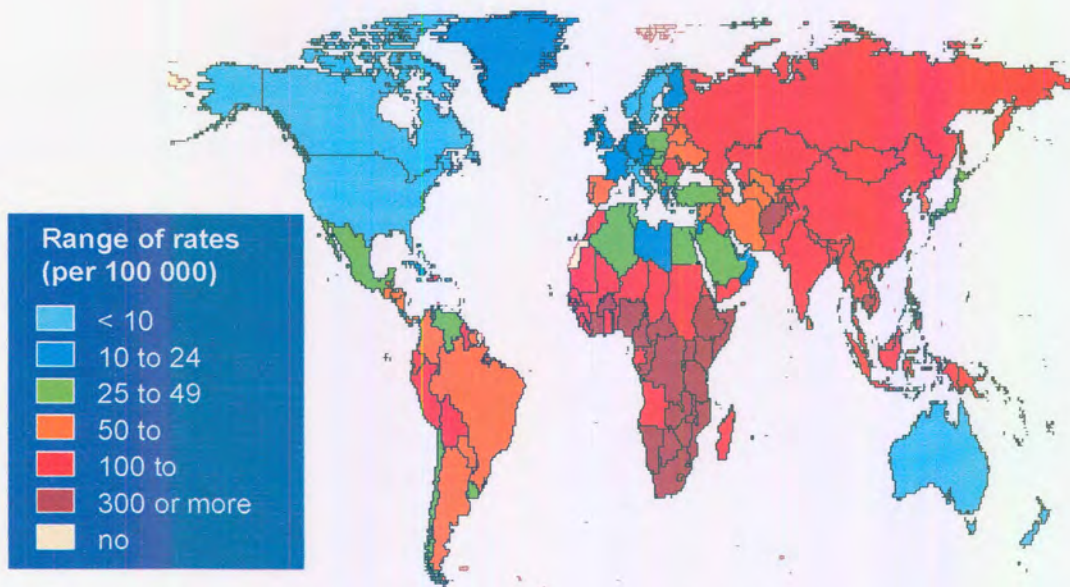 Range of rates
(per 100 000)
< 10
10 to 24
25 to 49
50 to
100 to
300 or more
no